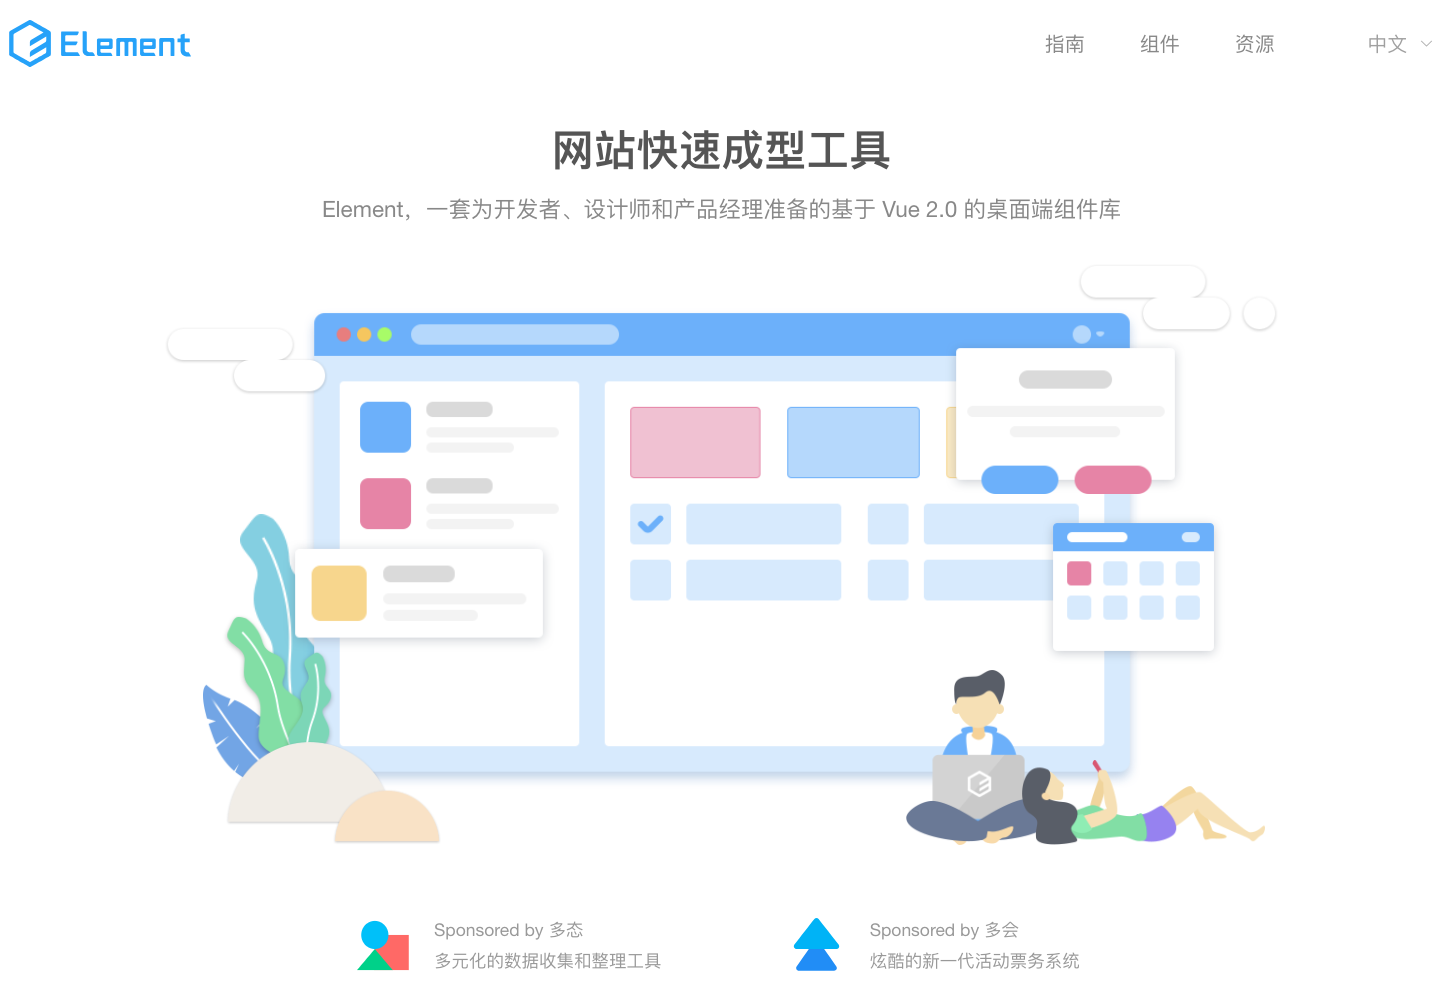 Element
指南
组件
资源
中文
网站快速成型工具
Element，一套为开发者、设计师和产品经理准备的基于 Vue 2.0 的桌面端组件库
Sponsored by 多态
多元化的数据收集和整理工具
Sponsored by 多会
炫酷的新一代活动票务系统